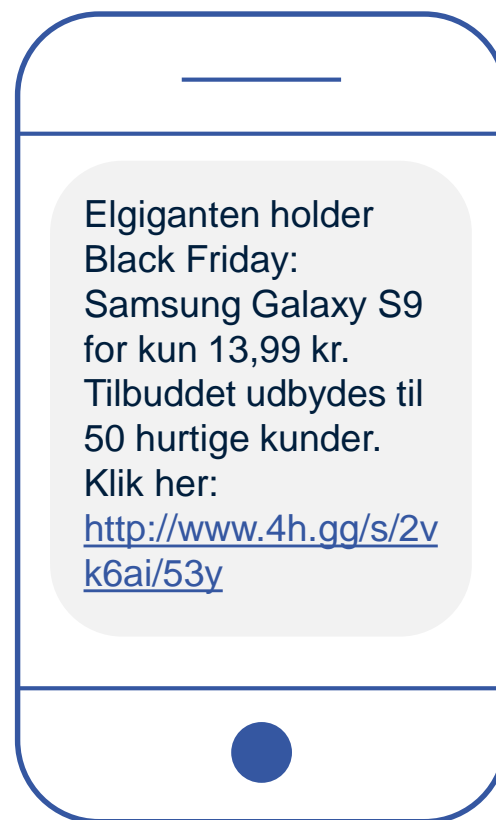 Elgiganten holder
Black Friday:
Samsung Galaxy S9
for kun 13,99 kr.
Tilbuddet udbydes til
50 hurtige kunder.
Klik her:
http://www.4h.gg/s/2v
k6ai/53y